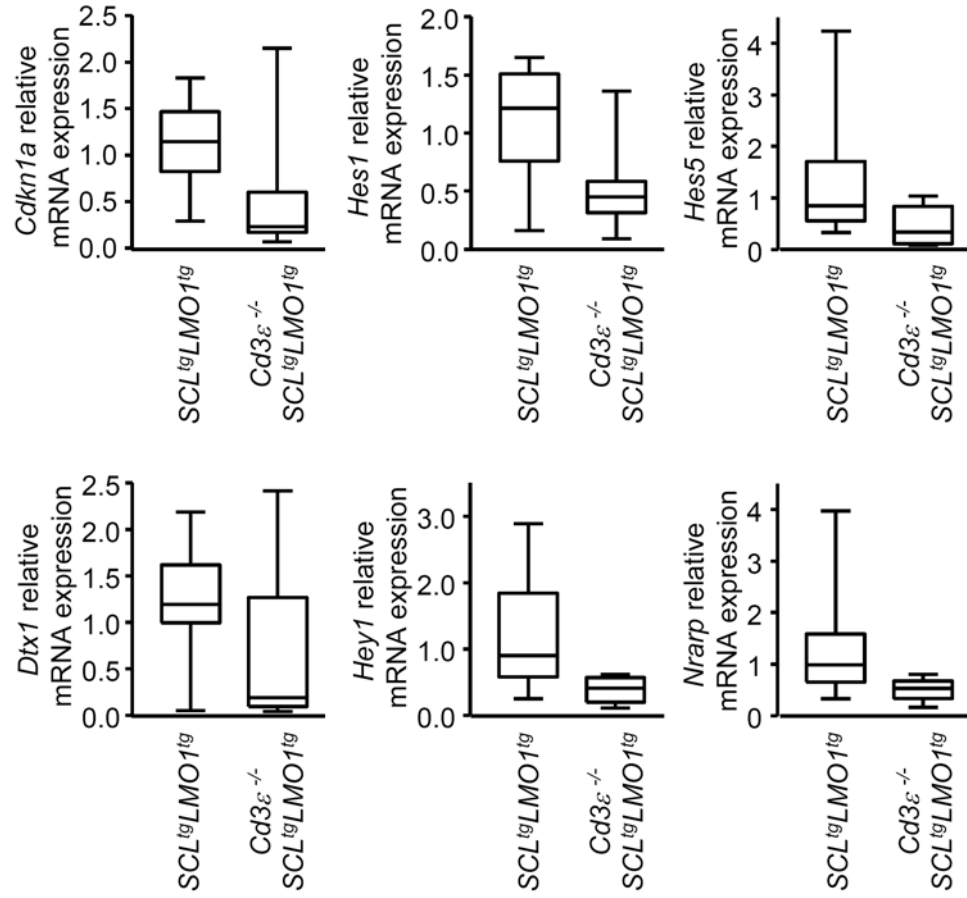 Cdkn1a relative
mRNA expression
2.5
2.0
1.5
1.0
0.5
0.0
SCLtgLMO1tg
Cd3ε-/-
SCLtgLMO1tg
Hes1 relative
mRNA expression
2.0
1.5
1.0
0.5
0.0
SCLtgLMO1tg
Cd3ε-/-
SCLtgLMO1tg
Hes5 relative
mRNA expression
4
3
2
1
0
SCLtgLMO1tg
Cd3ε-/-
SCLtgLMO1tg
Dtx1 relative
mRNA expression
2.5
2.0
1.5
1.0
0.5
0.0
SCLtgLMO1tg
Cd3ε-/-
SCLtgLMO1tg
Hey1 relative
mRNA expression
3.0
2.0
1.0
0.0
SCLtgLMO1tg
Cd3ε-/-
SCLtgLMO1tg
Nrarp relative
mRNA expression
4
3
2
1
0
SCLtgLMO1tg
Cd3ε-/-
SCLtgLMO1tg